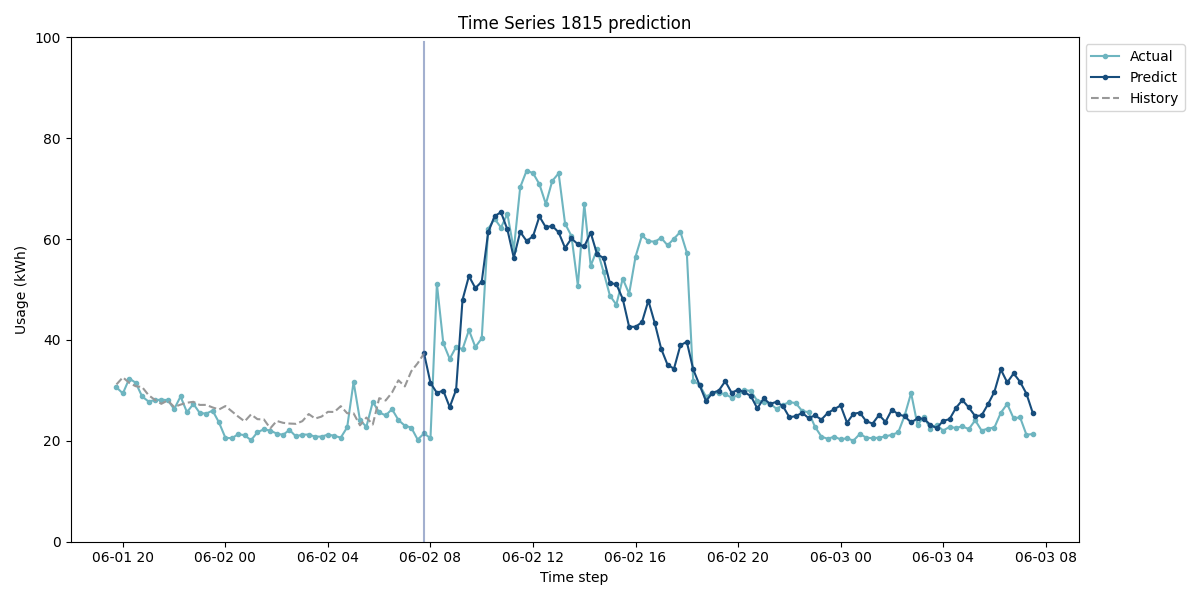 Time Series 1815 prediction
100
80
60
40
20
0
Usage (kWh)
06-01 20 06-02 00 06-02 04 06-02 08 06-02 12 06-02 16 06-02 20 06-03 00 06-03 04 06-03 08
Time step
Actual
Predict
History